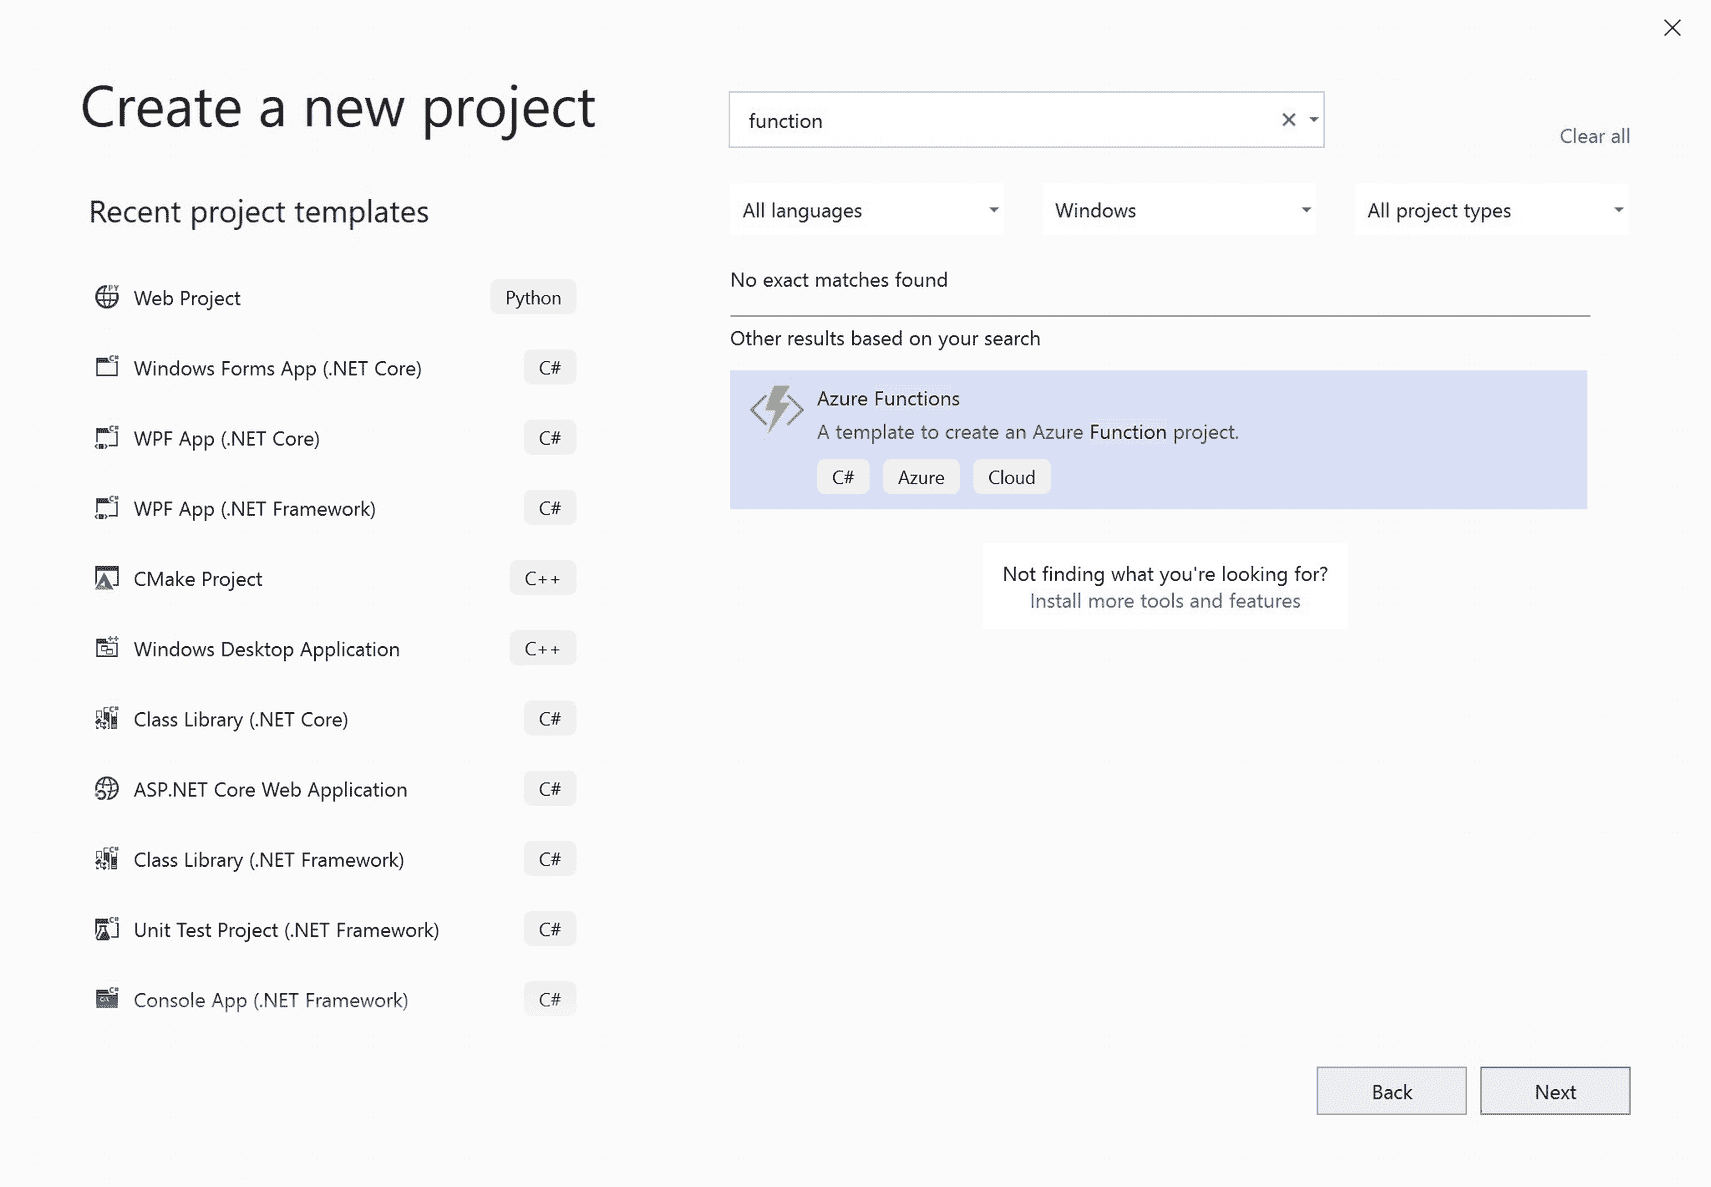 Create a new project
Recent project templates
Web Project
Python
Windows Forms App (.NET Core)
C#
WPF App (.NET Core)
C#
WPF App (.NET Framework)
C#
CMake Project
C++
Windows Desktop Application
C++
Class Library (.NET Core)
C#
ASP.NET Core Web Application
C#
Class Library (.NET Framework)
C#
Unit Test Project (.NET Framework)
C#
Console App (.NET Framework)
C#
function
Clear all
All languages
Windows
All project types
No exact matches found
Other results based on your search
Azure Functions
A template to create an Azure Function project.
C#
Azure
Cloud
Not finding what you're looking for?
Install more tools and features
Back
Next